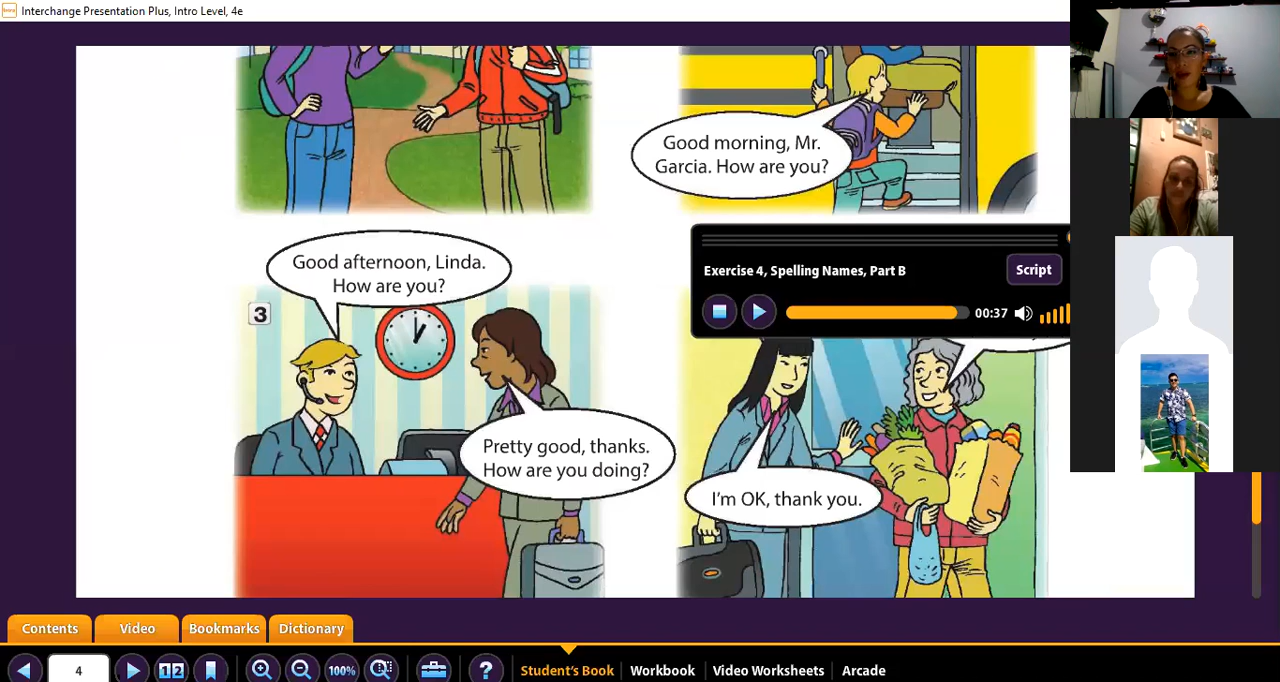 Interchange Presentation Plus, Intro Level, 4e
Good morning, Mr.
Garcia. How are you?
Good afternoon, Linda.
How are you?
3
Exercise 4, Spelling Names, Part B
Script
00:37
Pretty good, thanks.
How are you doing?
I'm OK, thank you.
Contents
Video
Bookmarks
Dictionary
4
1 2
100%
?
Student's Book
Workbook
Video Worksheets
Arcade